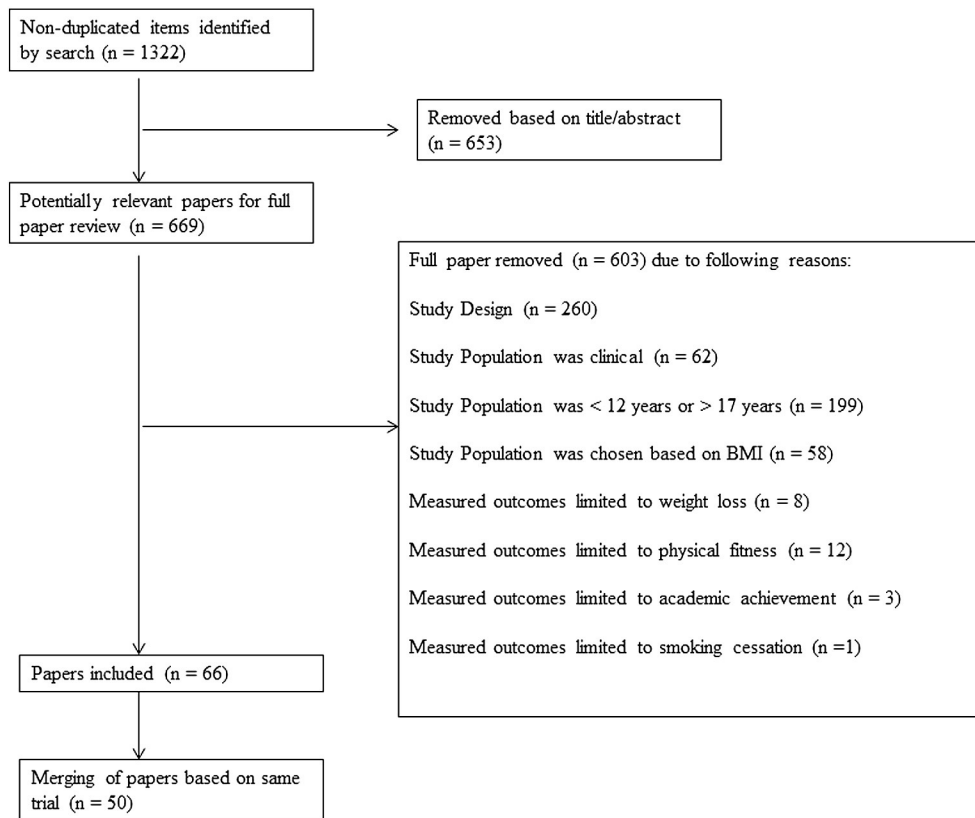 Non-duplicated items identified
by search (n = 1322)
Removed based on title/abstract
(n = 653)
Potentially relevant papers for full
paper review (n = 669)
Full paper removed (n = 603) due to following reasons:
Study Design (n = 260)
Study Population was clinical (n = 62)
Study Population was < 12 years or > 17 years (n = 199)
Study Population was chosen based on BMI (n = 58)
Measured outcomes limited to weight loss (n = 8)
Measured outcomes limited to physical fitness (n = 12)
Measured outcomes limited to academic achievement (n = 3)
Measured outcomes limited to smoking cessation (n =1)
Papers included (n = 66)
Merging of papers based on same
trial (n = 50)